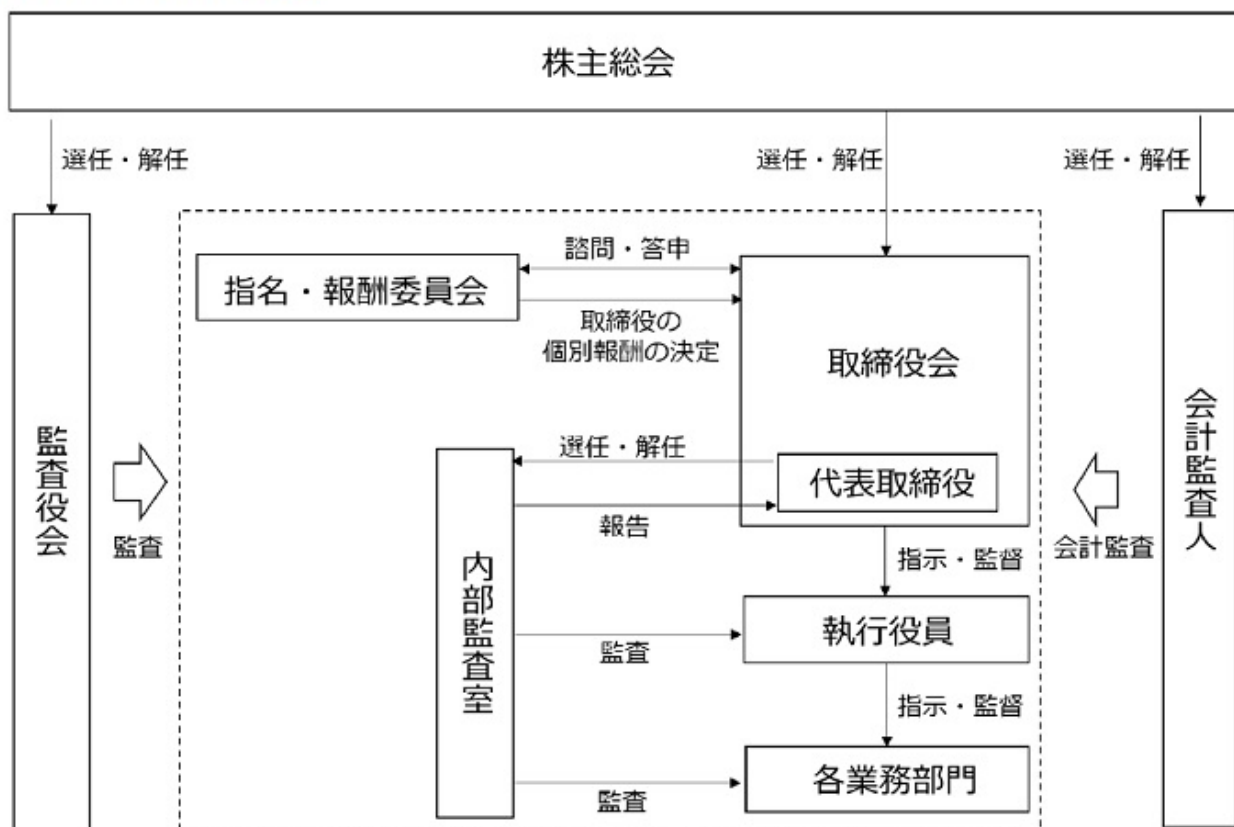 株主総会
選任・解任
選任・解任
選任・解任
諮問・答申
指名・報酬委員会
取締役の
個別報酬の決定
取締役会
監査役会
会計監査人
選任・解任
代表取締役
報告
監査
会計監査
指示・監督
内部監査室
執行役員
監査
指示・監督
各業務部門
監査